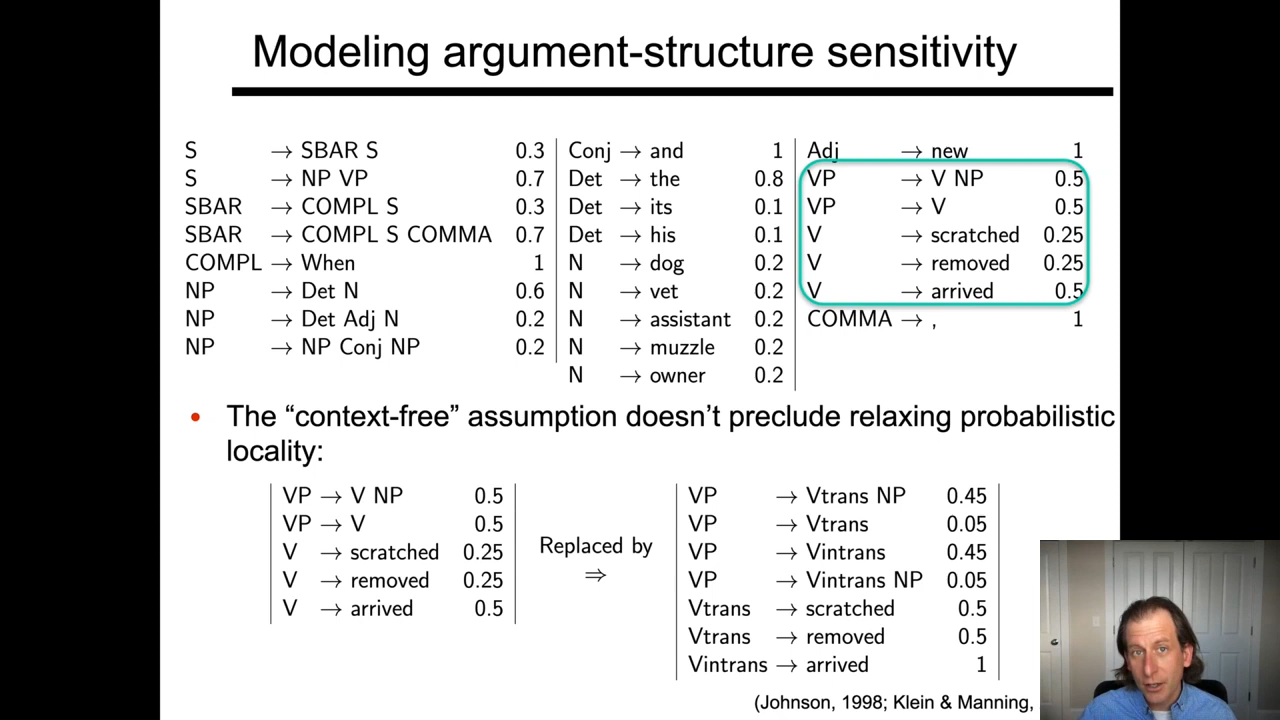 Modeling argument-structure sensitivity
S → SBAR S 0.3
S → NP VP 0.7
SBAR → COMPL S 0.3
SBAR → COMPL S COMMA 0.7
COMPL → When 1
NP → Det N 0.6
NP → Det Adj N 0.2
NP → NP Conj NP 0.2
Conj → and 1
Det → the 0.8
Det → its 0.1
Det → his 0.1
N → dog 0.2
N → vet 0.2
N → assistant 0.2
N → muzzle 0.2
N → owner 0.2
Adj → new 1
VP → V NP 0.5
VP → V 0.5
V → scratched 0.25
V → removed 0.25
V → arrived 0.5
COMMA → , 1
• The “context-free” assumption doesn’t preclude relaxing probabilistic
locality:
VP → V NP 0.5
VP → V 0.5
V → scratched 0.25
V → removed 0.25
V → arrived 0.5
Replaced by
⇒
VP → Vtrans NP 0.45
VP → Vtrans 0.05
VP → Vintrans 0.45
VP → Vintrans NP 0.05
Vtrans → scratched 0.5
Vtrans → removed 0.5
Vintrans → arrived 1
(Johnson, 1998; Klein & Manning,